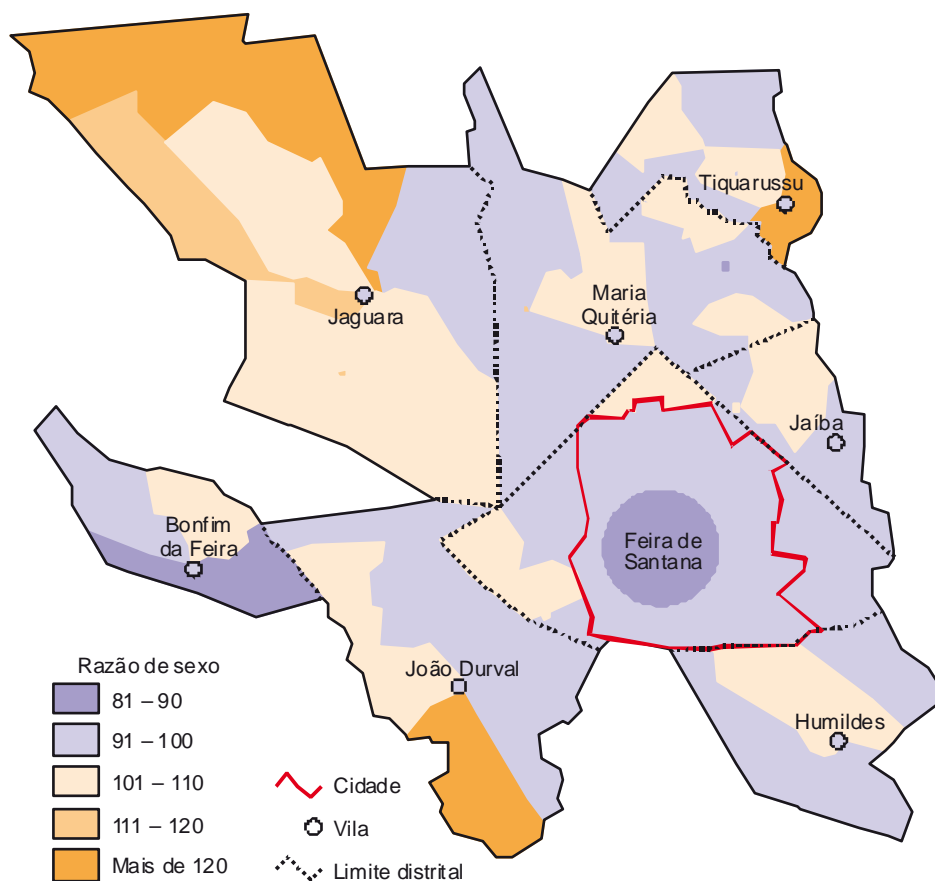 Tiquarussu
Maria
Quitéria
Jaguara
Jaíba
Bonfim
da Feira
Feira de
Santana
João Durval
Humildes
Razão de sexo
81 – 90
91 – 100
101 – 110
111 – 120
Mais de 120
Cidade
Vila
Limite distrital